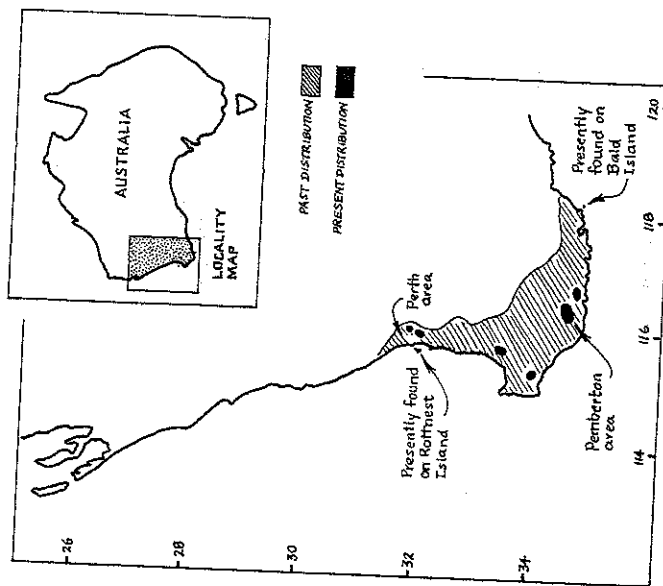 AUSTRALIA
LOCALITY
MAP
PAST DISTRIBUTION
PRESENT DISTRIBUTION
Perth
area
Presently found
on Rottnest
Island
Presently
found on
Bald
Island
Pemberton
area
26
28
30
32
34
114
116
118
120